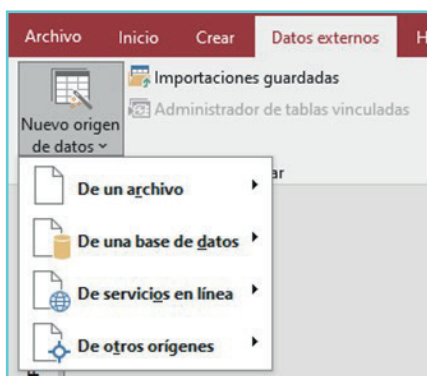 Archivo Inicio Crear Datos externos H
Importaciones guardadas
Administrador de tablas vinculadas
Nuevo origen
de datos
ar
De un archivo
De una base de datos
De servicios en línea
De otros orígenes